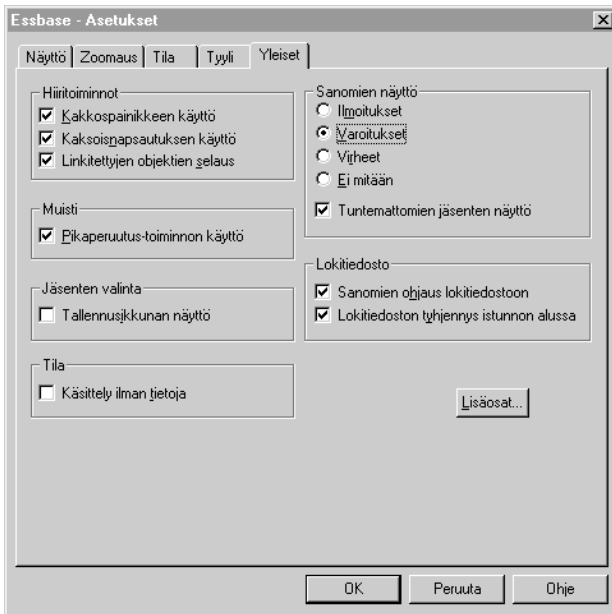 Essbase - Asetukset
Näyttö Zoomaus Tila Tyyli Yleiset
Hiiritoiminnot
Kakkospainikkeen käyttö
Kaksoisnapsautuksen käyttö
Linkitettyjen objektien selaus
Muisti
Pikaperuutus-toiminnon käyttö
Jäsenten valinta
Tallennusikkunan näyttö
Tila
Käsittely ilman tietoja
Sanomien näyttö
Ilmoitukset
Varoitukset
Virheet
Ei mitään
Tuntemattomien jäsenten näyttö
Lokitiedosto
Sanomien ohjaus lokitiedostoon
Lokitiedoston tyhjennys istunnon alussa
Lisäosat...
OK Peruuta Ohje